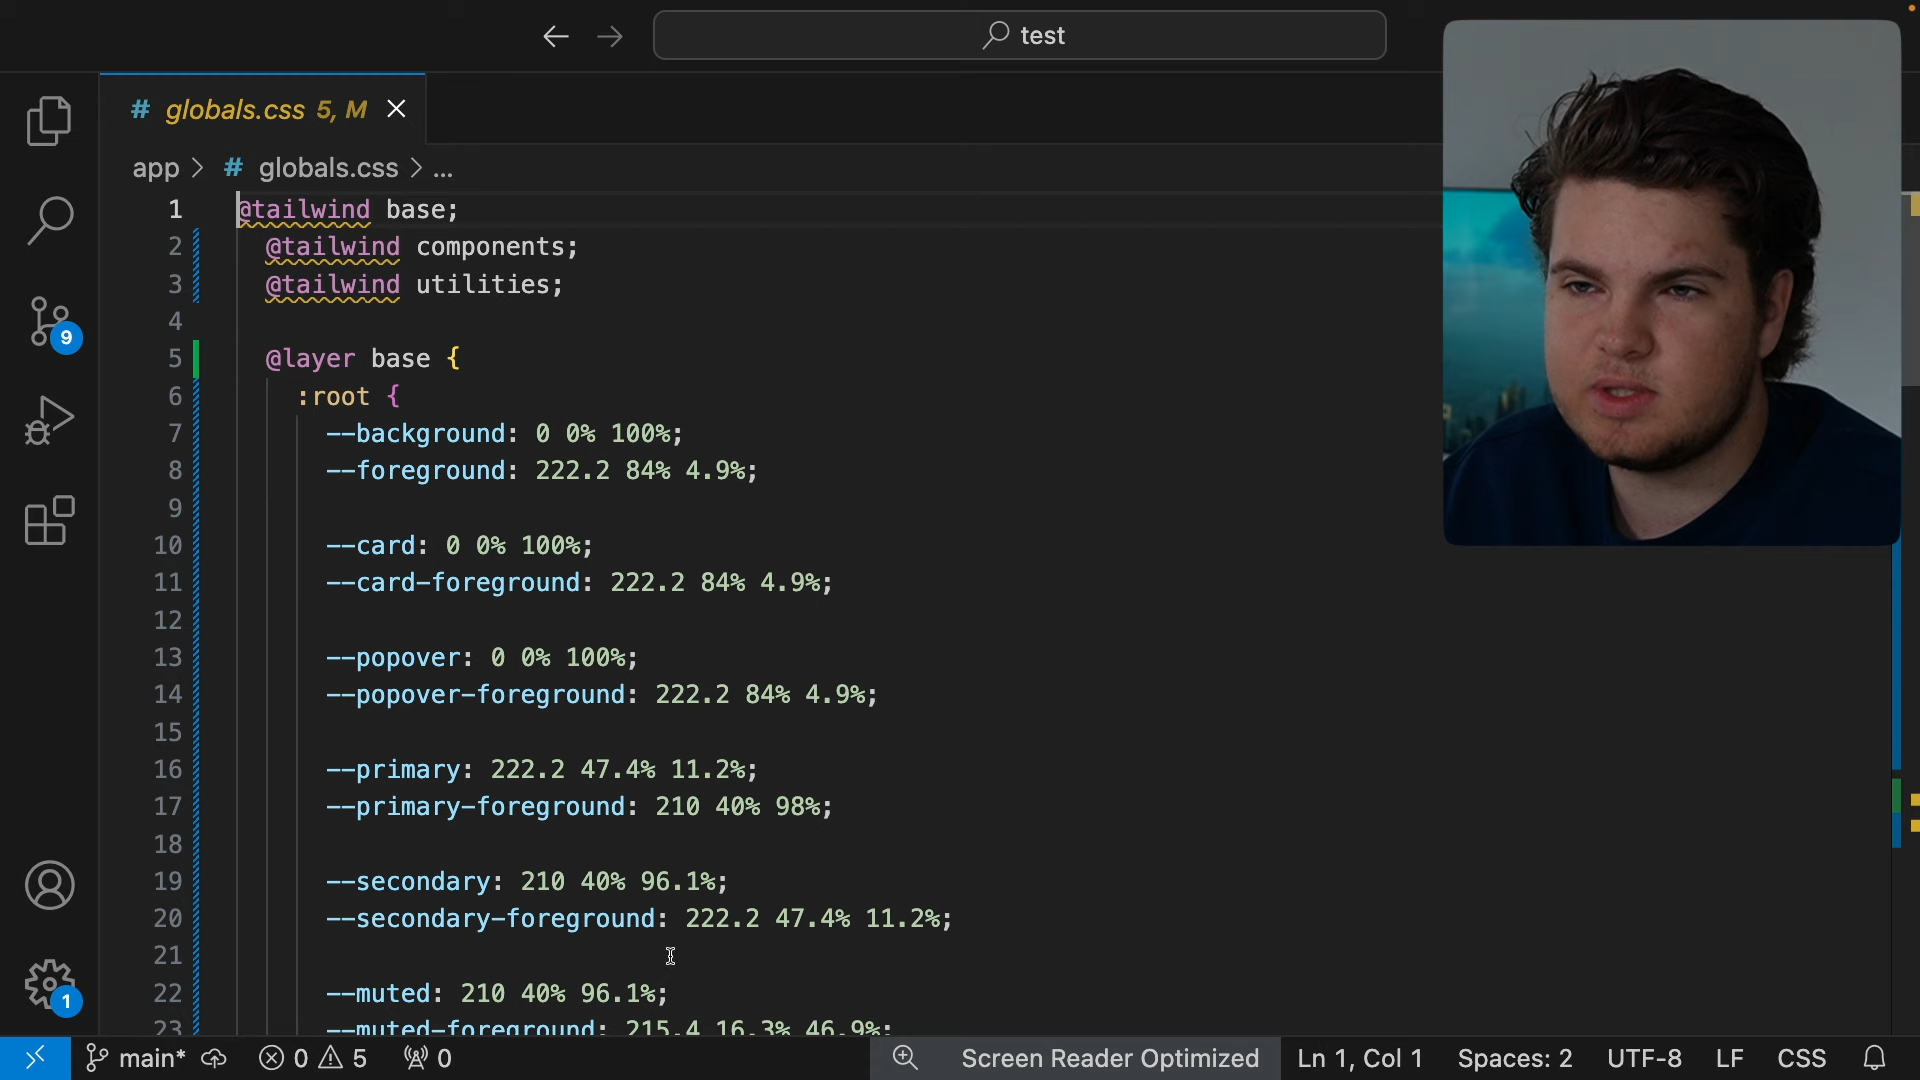 test
# globals.css 5, M
app > # globals.css > ...
1 @tailwind base;
2 @tailwind components;
3 @tailwind utilities;
4
5 @layer base {
6 :root {
7 --background: 0 0% 100%;
8 --foreground: 222.2 84% 4.9%;
9
10 --card: 0 0% 100%;
11 --card-foreground: 222.2 84% 4.9%;
12
13 --popover: 0 0% 100%;
14 --popover-foreground: 222.2 84% 4.9%;
15
16 --primary: 222.2 47.4% 11.2%;
17 --primary-foreground: 210 40% 98%;
18
19 --secondary: 210 40% 96.1%;
20 --secondary-foreground: 222.2 47.4% 11.2%;
21
22 --muted: 210 40% 96.1%;
23 --muted-foreground: 215.4 16.3% 46.9%;
9
1
main* 0 5 0 Screen Reader Optimized Ln 1, Col 1 Spaces: 2 UTF-8 LF CSS